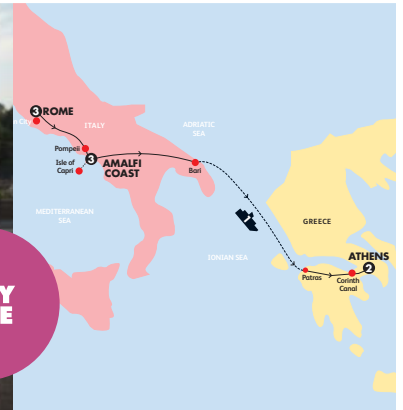 3 ROME
n City
ITALY
ADRIATIC
SEA
Pompeii
Isle of
Capri
3 AMALFI
COAST
Bari
MEDITERRANEAN
SEA
GREECE
IONIAN SEA
ATHENS
2
Patras
Corinth
Canal
Y
E